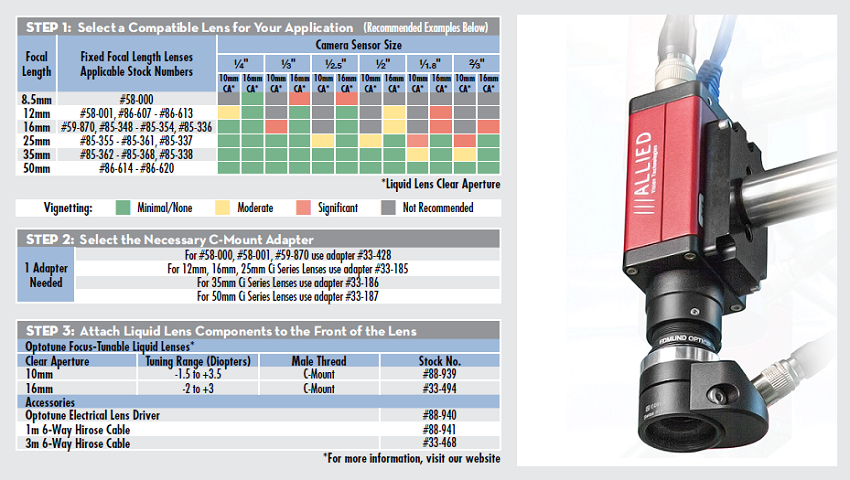 STEP 1: Select a Compatible Lens for Your Application (Recommended Examples Below)
Focal Length
Fixed Focal Length Lenses Applicable Stock Numbers
Camera Sensor Size
¼" ⅓" ½.5" ½" ⅟1.8" ⅔"
10mm CA* 16mm CA* 10mm CA* 16mm CA* 10mm CA* 16mm CA* 10mm CA* 16mm CA* 10mm CA* 16mm CA* 10mm CA* 16mm CA*
8.5mm #58-000
12mm #58-001, #86-607 - #86-613
16mm #59-870, #85-348 - #85-354, #85-336
25mm #85-355 - #85-361, #85-337
35mm #85-362 - #85-368, #85-338
50mm #86-614 - #86-620
*Liquid Lens Clear Aperture
Vignetting: Minimal/None Moderate Significant Not Recommended
STEP 2: Select the Necessary C-Mount Adapter
1 Adapter Needed
For #58-000, #58-001, #59-870 use adapter #33-428
For 12mm, 16mm, 25mm Ci Series Lenses use adapter #33-185
For 35mm Ci Series Lenses use adapter #33-186
For 50mm Ci Series Lenses use adapter #33-187
STEP 3: Attach Liquid Lens Components to the Front of the Lens
Optotune Focus-Tunable Liquid Lenses*
Clear Aperture Tuning Range (Diopters) Male Thread Stock No.
10mm -1.5 to +3.5 C-Mount #88-939
16mm -2 to +3 C-Mount #33-494
Accessories
Optotune Electrical Lens Driver #88-940
1m 6-Way Hirose Cable #88-941
3m 6-Way Hirose Cable #33-468
*For more information, visit our website
ALLIED
Vision Technologies
EDMUND OPTIC